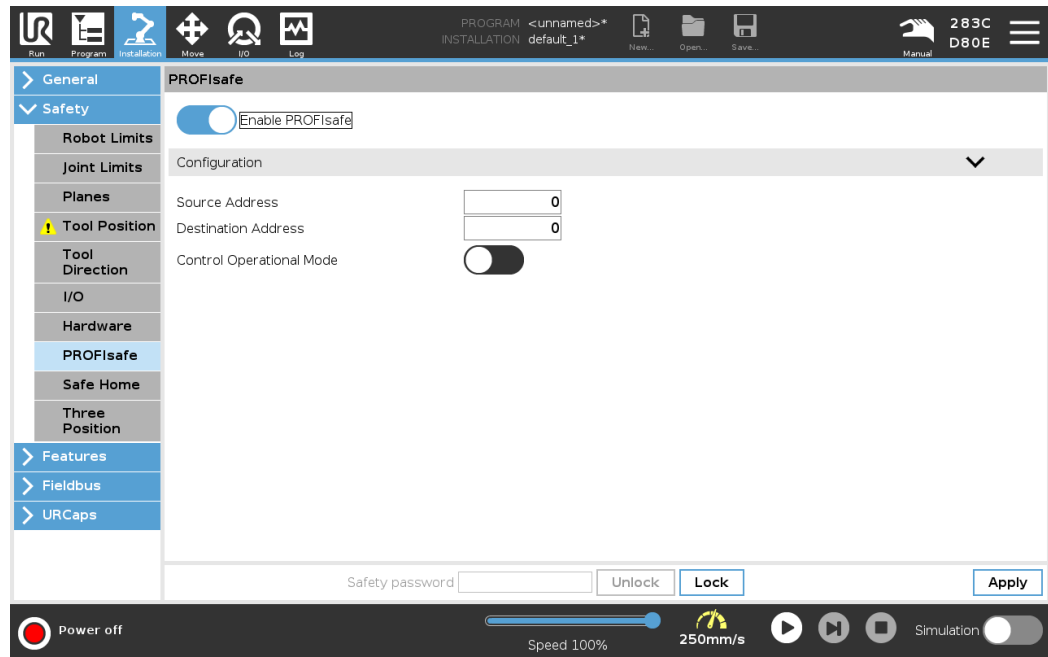 PROGRAM <unnamed>*
INSTALLATION default_1*
283C
D80E
UR
Run
Program
Installation
Move
I/O
Log
New...
Open...
Save...
Manual
General
Safety
Robot Limits
Joint Limits
Planes
Tool Position
Tool
Direction
I/O
Hardware
PROFIsafe
Safe Home
Three
Position
Features
Fieldbus
URCaps
PROFIsafe
Enable PROFIsafe
Configuration
Source Address 0
Destination Address 0
Control Operational Mode
Safety password Unlock Lock Apply
Power off
Speed 100%
250mm/s
Simulation